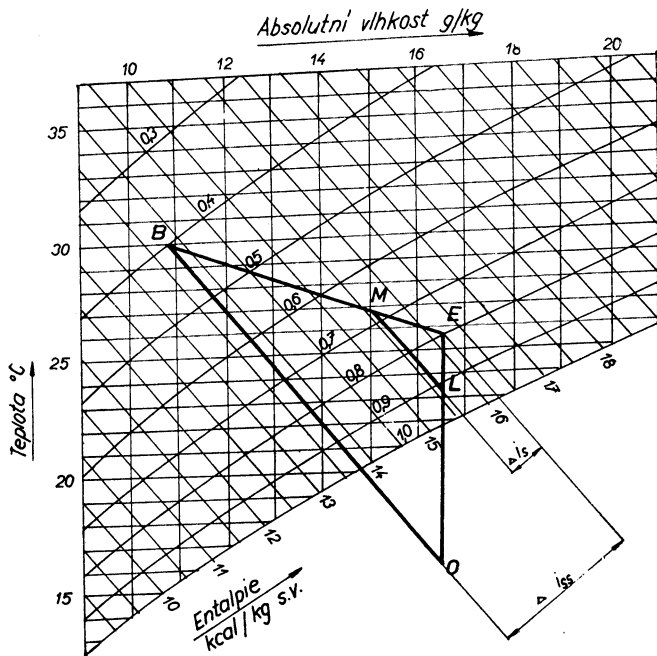 Absolutní vlhkost g/kg
10 12 14 16 18 20
35
0,3
0,4
B
30
0,5
0,6
M
E
0,7
25
0,8
L
0,9
10
18
17
16
15
Teplota °C
Δ is
20
14
13
12
11
10
O
Δ iss
15
Entalpie
kcal/kg s.v.